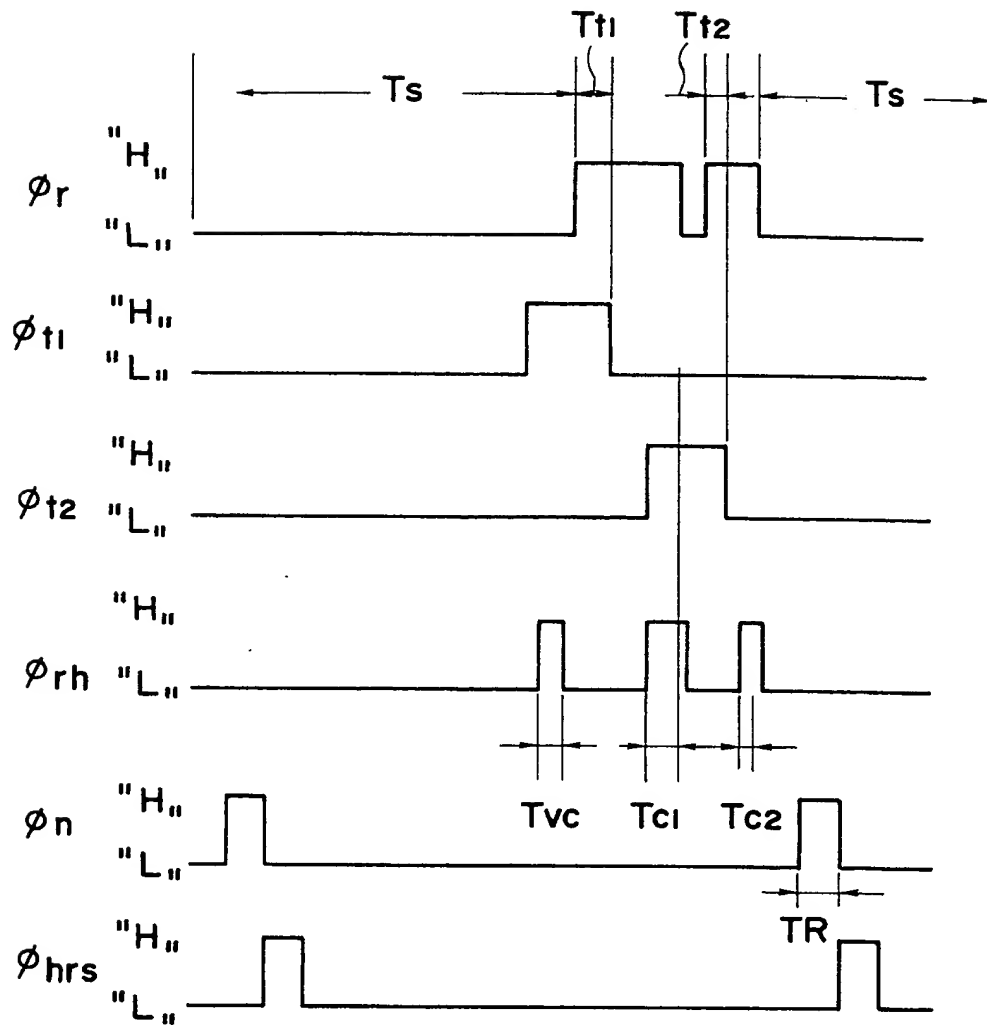 Tt1 Tt2
Ts Ts
"H"
φr
"L"
"H"
φt1
"L"
"H"
φt2
"L"
"H"
φrh "L"
Tvc Tc1 Tc2
"H"
φn
"L"
TR
"H"
φhrs
"L"